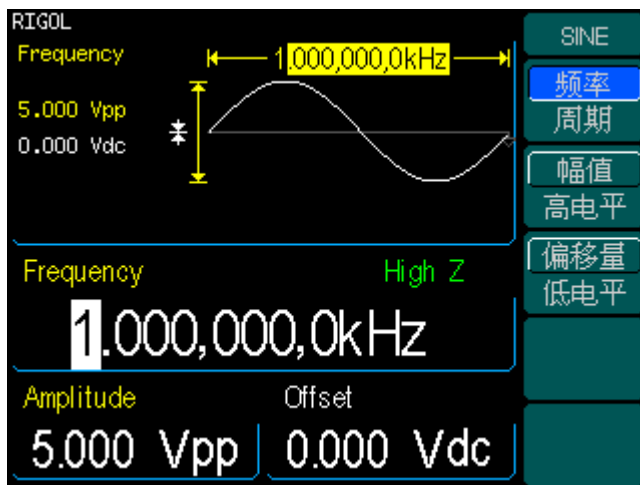 RIGOL
Frequency
1.000,000,0kHz
5.000 Vpp
0.000 Vdc
Frequency
High Z
1.000,000,0kHz
Amplitude
Offset
5.000 Vpp
0.000 Vdc
SINE
频率
周期
幅值
高电平
偏移量
低电平